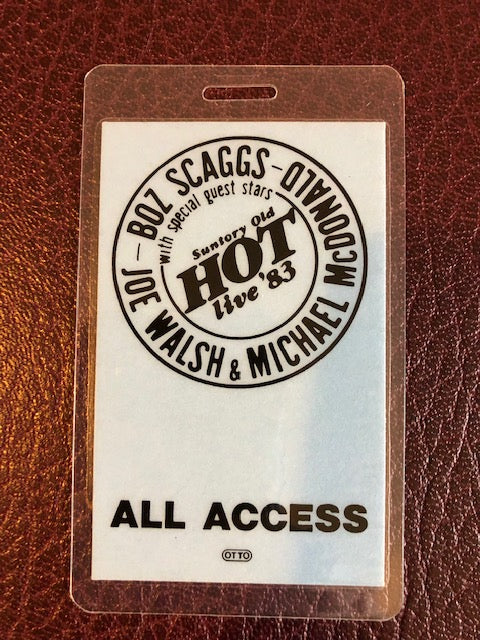 BOZ SCAGGS
with special guest stars
JOE WALSH & MICHAEL MCDONALD
Suntory Old
HOT
live '83
ALL ACCESS
OTTO